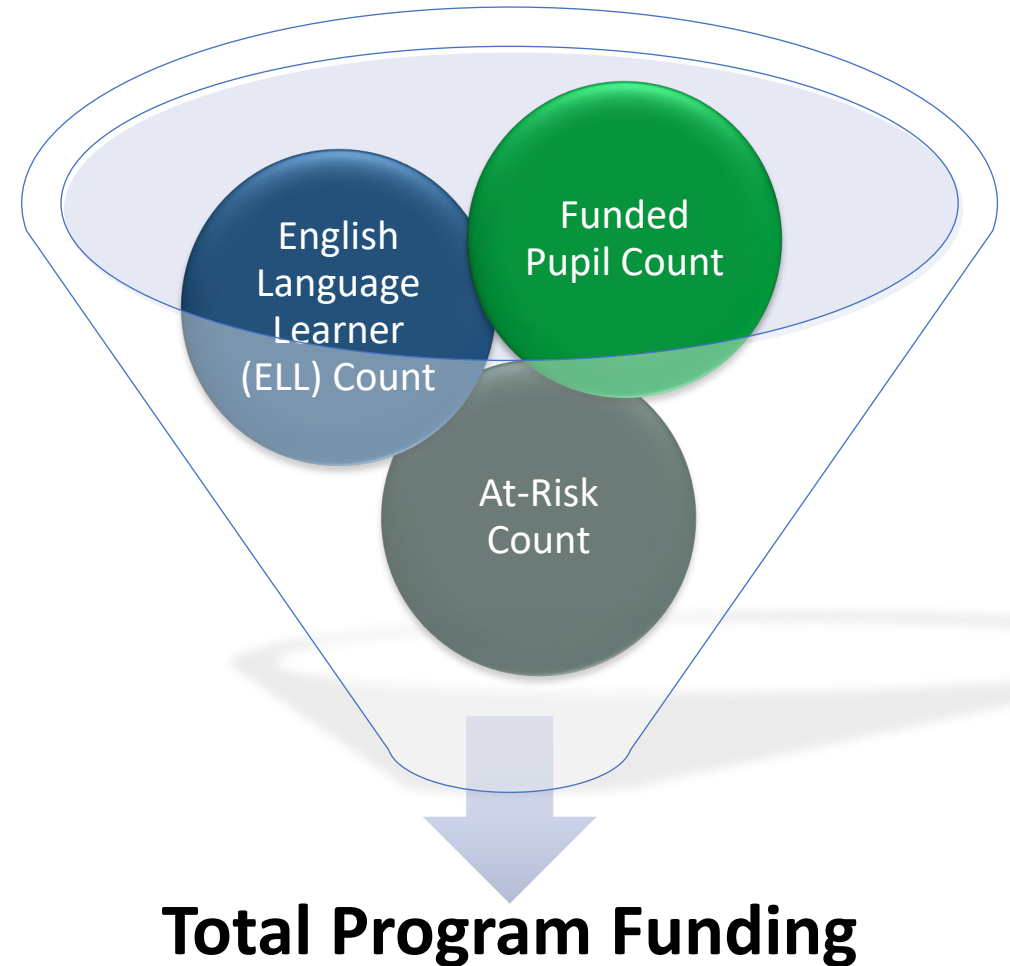 English
Language
Learner
(ELL) Count
Funded
Pupil Count
At-Risk
Count
Total Program Funding